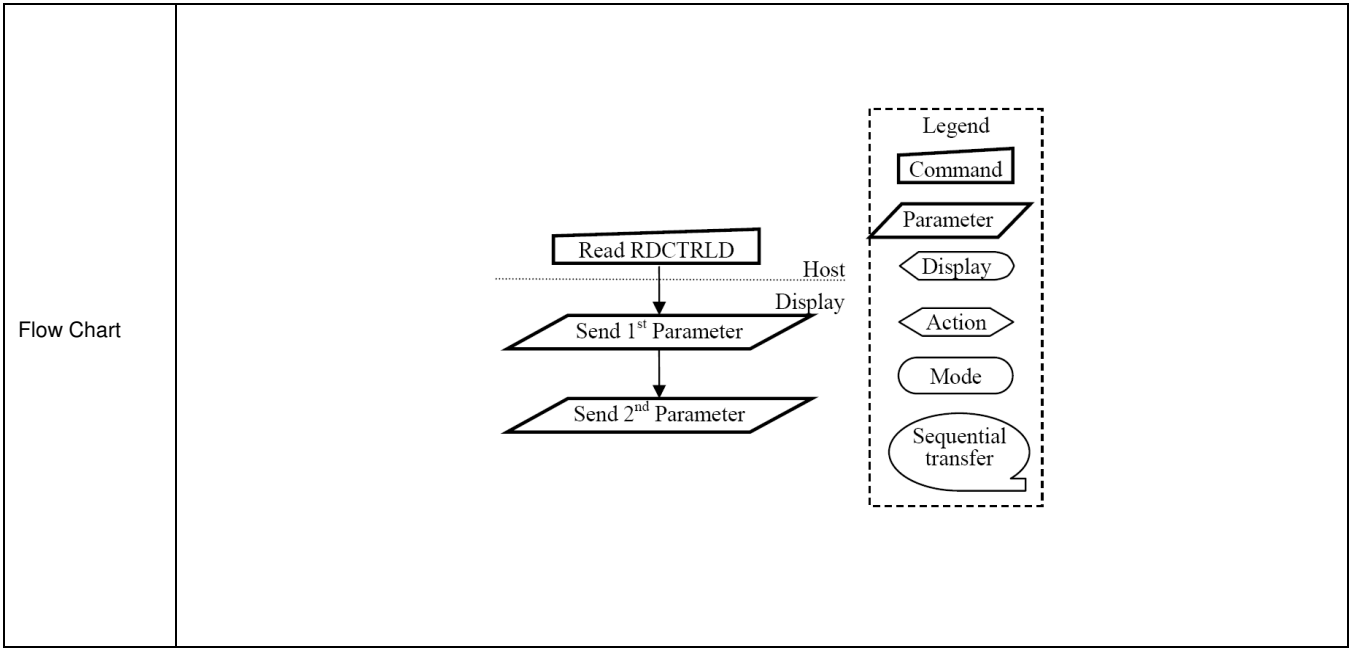 Flow Chart
Read RDCTRLD
Host
Display
Send 1st Parameter
Send 2nd Parameter
Legend
Command
Parameter
Display
Action
Mode
Sequential
transfer